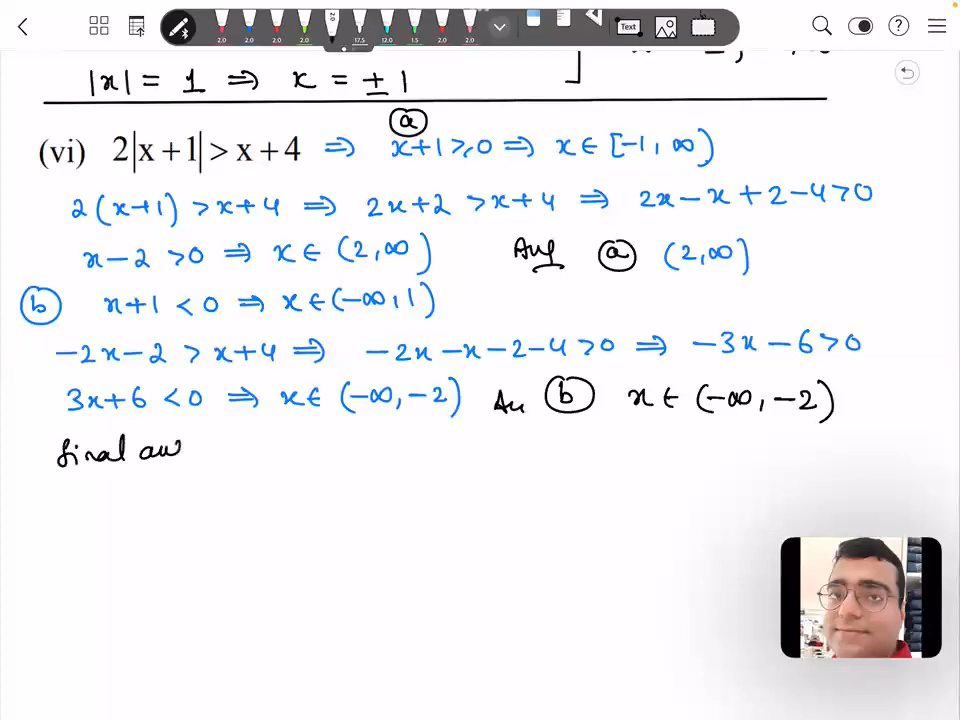 |x| = 1 ⇒ x = ± 1
(vi) 2|x + 1| > x + 4 ⇒ ⓐ x+1 ≥ 0 ⇒ x ∈ [-1, ∞)
2(x+1) > x+4 ⇒ 2x+2 > x+4 ⇒ 2x - x + 2 - 4 > 0
x - 2 > 0 ⇒ x ∈ (2, ∞) Ans ⓐ (2, ∞)
ⓑ x+1 < 0 ⇒ x ∈ (-∞, 1)
-2x - 2 > x+4 ⇒ -2x - x - 2 - 4 > 0 ⇒ -3x - 6 > 0
3x + 6 < 0 ⇒ x ∈ (-∞, -2) An ⓑ x ∈ (-∞, -2)
final an